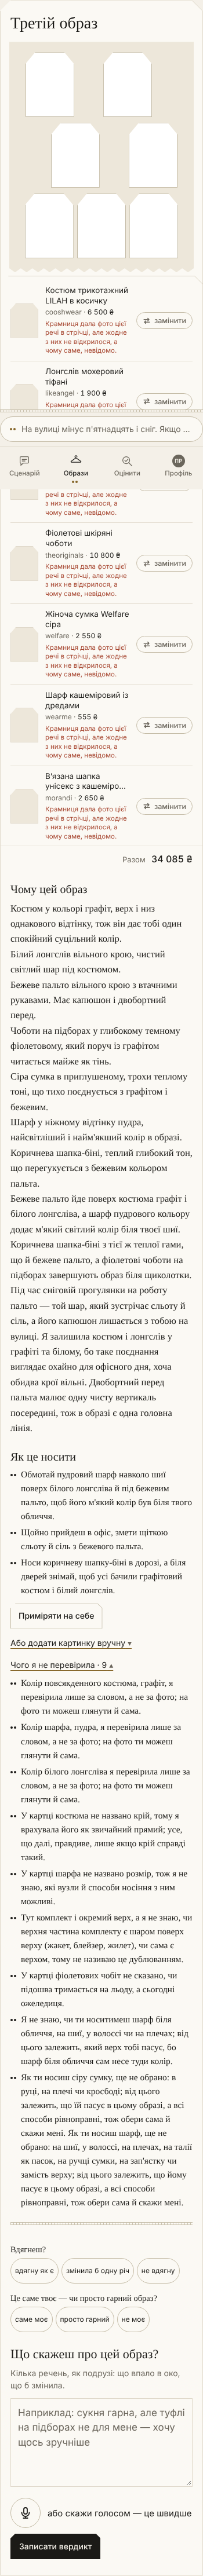 Третій образ
Костюм трикотажний
LILAH в косичку
cooshwear · 6 500 ₴
Крамниця дала фото цієї
речі в стрічці, але жодне
з них не відкрилося, а
чому саме, невідомо.
замінити
Лонгслів мохеровий
тіфані
likeangel · 1 900 ₴
Крамниця дала фото цієї
замінити
На вулиці мінус п'ятнадцять і сніг. Якщо ...
Сценарій
Образи
Оцінити
ПР
Профіль
речі в стрічці, але жодне
з них не відкрилося, а
чому саме, невідомо.
Фіолетові шкіряні
чоботи
theoriginals · 10 800 ₴
Крамниця дала фото цієї
речі в стрічці, але жодне
з них не відкрилося, а
чому саме, невідомо.
замінити
Жіноча сумка Welfare
сіра
welfare · 2 550 ₴
Крамниця дала фото цієї
речі в стрічці, але жодне
з них не відкрилося, а
чому саме, невідомо.
замінити
Шарф кашеміровий із
дредами
wearme · 555 ₴
Крамниця дала фото цієї
речі в стрічці, але жодне
з них не відкрилося, а
чому саме, невідомо.
замінити
В'язана шапка
унісекс з кашеміро...
morandi · 2 650 ₴
Крамниця дала фото цієї
речі в стрічці, але жодне
з них не відкрилося, а
чому саме, невідомо.
замінити
Разом 34 085 ₴
Чому цей образ
Костюм у кольорі графіт, верх і низ
однакового відтінку, тож він дає тобі один
спокійний суцільний колір.
Білий лонгслів вільного крою, чистий
світлий шар під костюмом.
Бежеве пальто вільного крою з втачними
рукавами. Має капюшон і двобортний
перед.
Чоботи на підборах у глибокому темному
фіолетовому, який поруч із графітом
читається майже як тінь.
Сіра сумка в приглушеному, трохи теплому
тоні, що тихо поєднується з графітом і
бежевим.
Шарф у ніжному відтінку пудра,
найсвітліший і найм'якший колір в образі.
Коричнева шапка-біні, теплий глибокий тон,
що перегукується з бежевим кольором
пальта.
Бежеве пальто йде поверх костюма графіт і
білого лонгсліва, а шарф пудрового кольору
додає м'який світлий колір біля твоєї шиї.
Коричнева шапка-біні з тієї ж теплої гами,
що й бежеве пальто, а фіолетові чоботи на
підборах завершують образ біля щиколотки.
Під час снігової прогулянки на роботу
пальто — той шар, який зустрічає сльоту й
сіль, а його капюшон лишається з тобою на
вулиці. Я залишила костюм і лонгслів у
графіті та білому, бо таке поєднання
виглядає охайно для офісного дня, хоча
обидва крої вільні. Двобортний перед
пальта малює одну чисту вертикаль
посередині, тож в образі є одна головна
лінія.
Як це носити
•• Обмотай пудровий шарф навколо шиї
поверх білого лонгсліва й під бежевим
пальто, щоб його м'який колір був біля твого
обличчя.
•• Щойно прийдеш в офіс, змети щіткою
сльоту й сіль з бежевого пальта.
•• Носи коричневу шапку-біні в дорозі, а біля
дверей знімай, щоб усі бачили графітовий
костюм і білий лонгслів.
Приміряти на себе
Або додати картинку вручну ▾
Чого я не перевірила · 9 ▴
•• Колір повсякденного костюма, графіт, я
перевірила лише за словом, а не за фото; на
фото ти можеш глянути й сама.
•• Колір шарфа, пудра, я перевірила лише за
словом, а не за фото; на фото ти можеш
глянути й сама.
•• Колір білого лонгсліва я перевірила лише за
словом, а не за фото; на фото ти можеш
глянути й сама.
•• У картці костюма не названо крій, тому я
врахувала його як звичайний прямий; усе,
що далі, правдиве, лише якщо крій справді
такий.
•• У картці шарфа не названо розмір, тож я не
знаю, які вузли й способи носіння з ним
можливі.
•• Тут комплект і окремий верх, а я не знаю, чи
верхня частина комплекту є шаром поверх
верху (жакет, блейзер, жилет), чи сама є
верхом, тому не називаю це дублюванням.
•• У картці фіолетових чобіт не сказано, чи
підошва тримається на льоду, а сьогодні
ожеледиця.
•• Я не знаю, чи ти носитимеш шарф біля
обличчя, на шиї, у волоссі чи на плечах; від
цього залежить, який верх тобі пасує, бо
шарф біля обличчя сам несе туди колір.
•• Як ти носиш сіру сумку, ще не обрано: в
руці, на плечі чи кросбоді; від цього
залежить, що їй пасує в цьому образі, а всі
способи рівноправні, тож обери сама й
скажи мені. Як ти носиш шарф, ще не
обрано: на шиї, у волоссі, на плечах, на талії
як пасок, на ручці сумки, на зап'ястку чи
замість верху; від цього залежить, що йому
пасує в цьому образі, а всі способи
рівноправні, тож обери сама й скажи мені.
Вдягнеш?
вдягну як є
змінила б одну річ
не вдягну
Це саме твоє — чи просто гарний образ?
саме моє
просто гарний
не моє
Що скажеш про цей образ?
Кілька речень, як подрузі: що впало в око,
що б змінила.
Наприклад: сукня гарна, але туфлі
на підборах не для мене — хочу
щось зручніше
або скажи голосом — це швидше
Записати вердикт